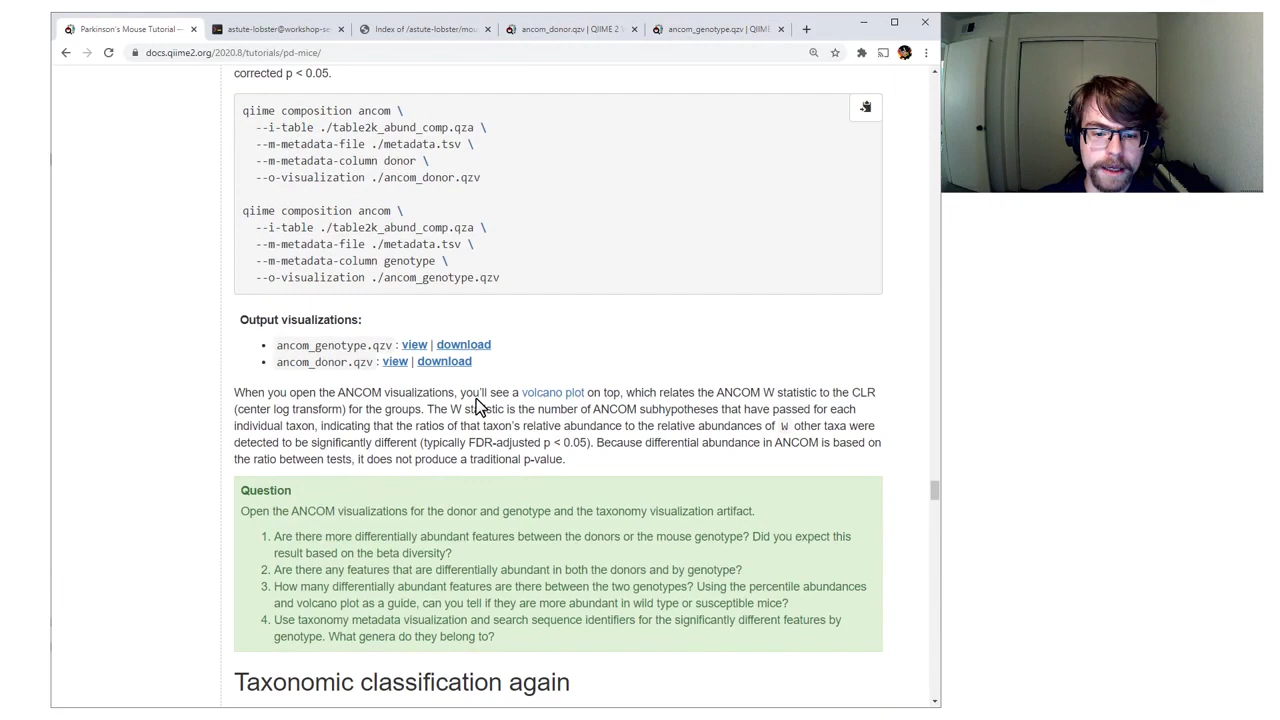 Parkinson's Mouse Tutorial —
astute-lobster@workshop-se
Index of /astute-lobster/mou
ancom_donor.qzv | QIIME 2 V
ancom_genotype.qzv | QIIME
docs.qiime2.org/2020.8/tutorials/pd-mice/
corrected p < 0.05.
qiime composition ancom \
--i-table ./table2k_abund_comp.qza \
--m-metadata-file ./metadata.tsv \
--m-metadata-column donor \
--o-visualization ./ancom_donor.qzv
qiime composition ancom \
--i-table ./table2k_abund_comp.qza \
--m-metadata-file ./metadata.tsv \
--m-metadata-column genotype \
--o-visualization ./ancom_genotype.qzv
Output visualizations:
• ancom_genotype.qzv : view | download
• ancom_donor.qzv : view | download
When you open the ANCOM visualizations, you'll see a volcano plot on top, which relates the ANCOM W statistic to the CLR
(center log transform) for the groups. The W statistic is the number of ANCOM subhypotheses that have passed for each
individual taxon, indicating that the ratios of that taxon's relative abundance to the relative abundances of W other taxa were
detected to be significantly different (typically FDR-adjusted p < 0.05). Because differential abundance in ANCOM is based on
the ratio between tests, it does not produce a traditional p-value.
Question
Open the ANCOM visualizations for the donor and genotype and the taxonomy visualization artifact.
1. Are there more differentially abundant features between the donors or the mouse genotype? Did you expect this
result based on the beta diversity?
2. Are there any features that are differentially abundant in both the donors and by genotype?
3. How many differentially abundant features are there between the two genotypes? Using the percentile abundances
and volcano plot as a guide, can you tell if they are more abundant in wild type or susceptible mice?
4. Use taxonomy metadata visualization and search sequence identifiers for the significantly different features by
genotype. What genera do they belong to?
Taxonomic classification again